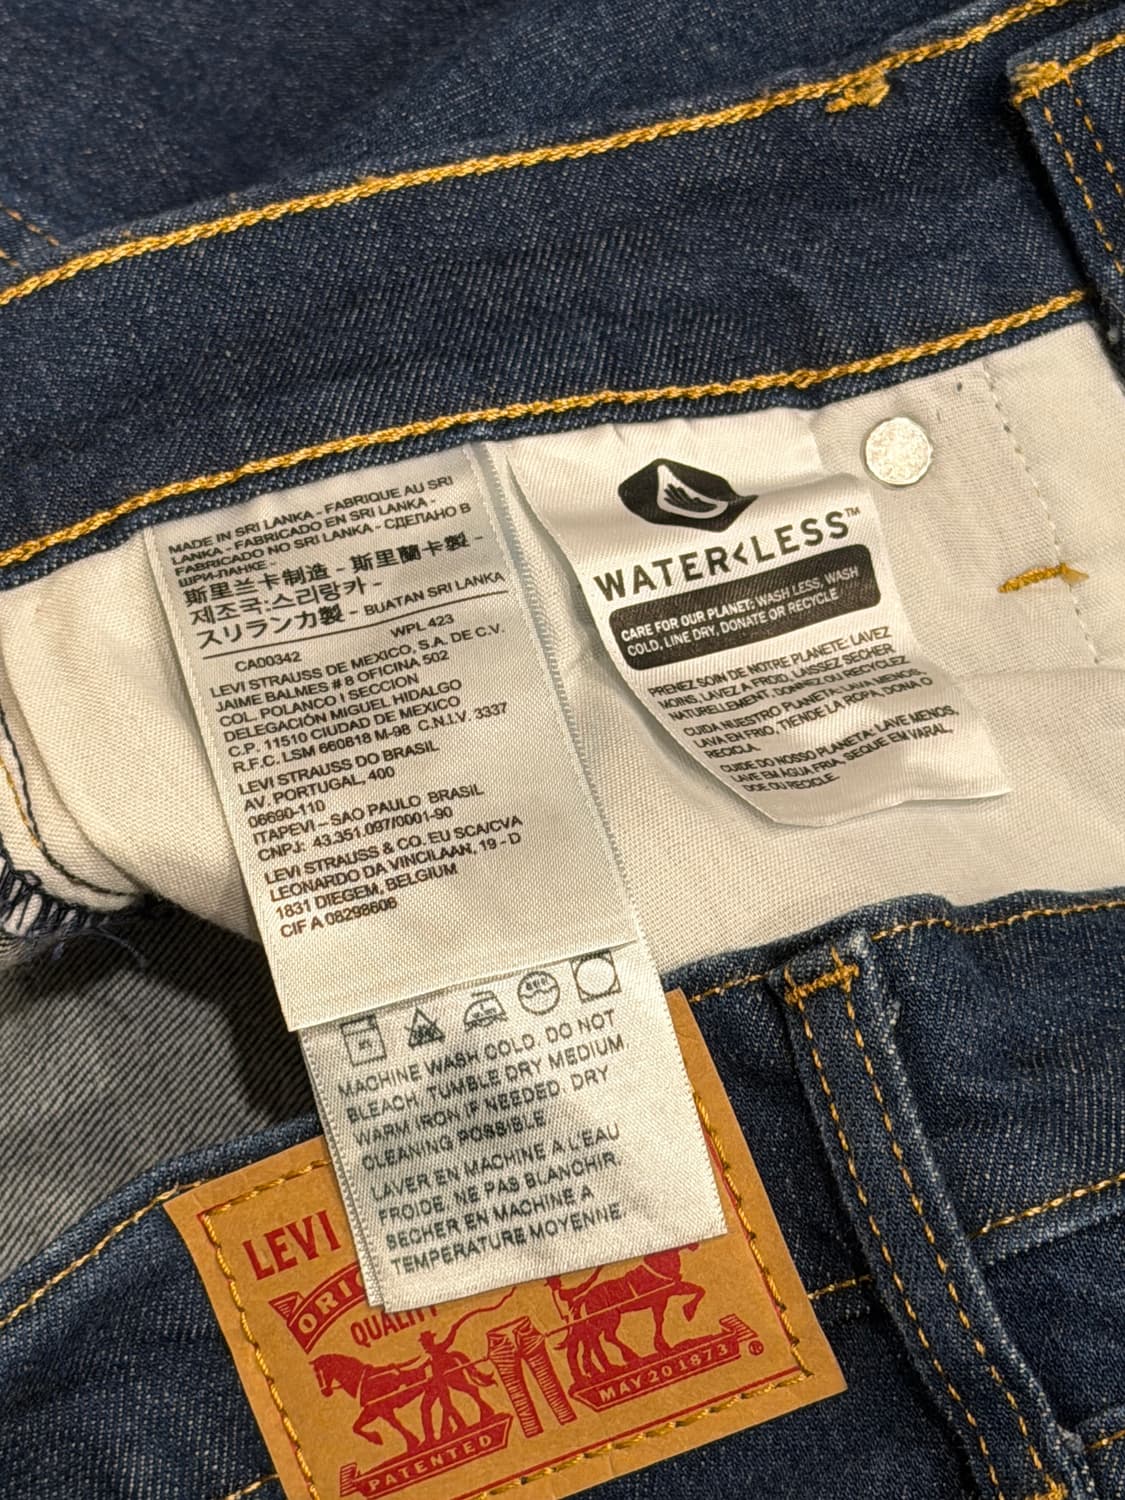 MADE IN SRI LANKA - FABRIQUE AU SRI
LANKA - FABRICADO EN SRI LANKA -
FABRICADO NO SRI LANKA - СДЕЛАНО В
ШРИ-ЛАНКЕ -
斯里兰卡制造 - 斯里蘭卡製 -
제조국:스리랑카 -
スリランカ製 - BUATAN SRI LANKA
WPL 423
CA00342
LEVI STRAUSS DE MEXICO, S.A. DE C.V.
JAIME BALMES # 8 OFICINA 502
COL. POLANCO I SECCION
DELEGACIÓN MIGUEL HIDALGO
C.P. 11510 CIUDAD DE MEXICO
R.F.C. LSM 660818 M-98 C.N.I.V. 3337
LEVI STRAUSS DO BRASIL
AV. PORTUGAL, 400
06690-110
ITAPEVI – SAO PAULO BRASIL
CNPJ: 43.351.097/0001-90
LEVI STRAUSS & CO. EU SCA/CVA
LEONARDO DA VINCILAAN, 19 - D
1831 DIEGEM, BELGIUM
CIF A 08298606
MACHINE WASH COLD. DO NOT
BLEACH. TUMBLE DRY MEDIUM
WARM IRON IF NEEDED. DRY
CLEANING POSSIBLE.
LAVER EN MACHINE À L'EAU
FROIDE. NE PAS BLANCHIR.
SECHER EN MACHINE A
TEMPERATURE MOYENNE.
WATER<LESS™
CARE FOR OUR PLANET: WASH LESS, WASH
COLD, LINE DRY, DONATE OR RECYCLE
PRENEZ SOIN DE NOTRE PLANETE: LAVEZ
MOINS, LAVEZ A FROID, LAISSEZ SECHER
NATURELLEMENT, DONNEZ OU RECYCLEZ
CUIDA NUESTRO PLANETA: LAVA MENOS,
LAVA EN FRIO, TIENDE LA ROPA, DONA O
RECICLA.
CUIDE DO NOSSO PLANETA: LAVE MENOS,
LAVE EM ÁGUA FRIA, SEQUE EM VARAL,
DOE OU RECICLE.
LEVI
QUALITY
PATENTED
MAY 20 1873 ®